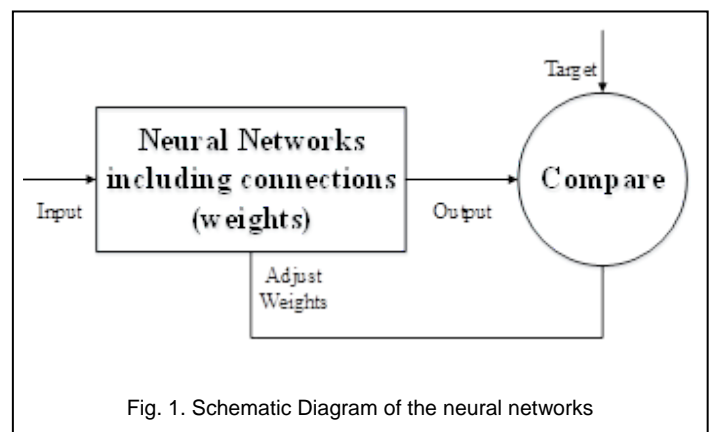 Target
Neural Networks
including connections
(weights)
Compare
Input
Output
Adjust
Weights
Fig. 1. Schematic Diagram of the neural networks